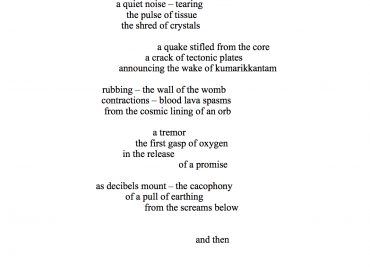 a quiet noise – tearing
the pulse of tissue
the shred of crystals
a quake stifled from the core
a crack of tectonic plates
announcing the wake of kumarikkantam
rubbing – the wall of the womb
contractions – blood lava spasms
from the cosmic lining of an orb
a tremor
the first gasp of oxygen
in the release
of a promise
as decibels mount – the cacophony
of a pull of earthing
from the screams below
and then